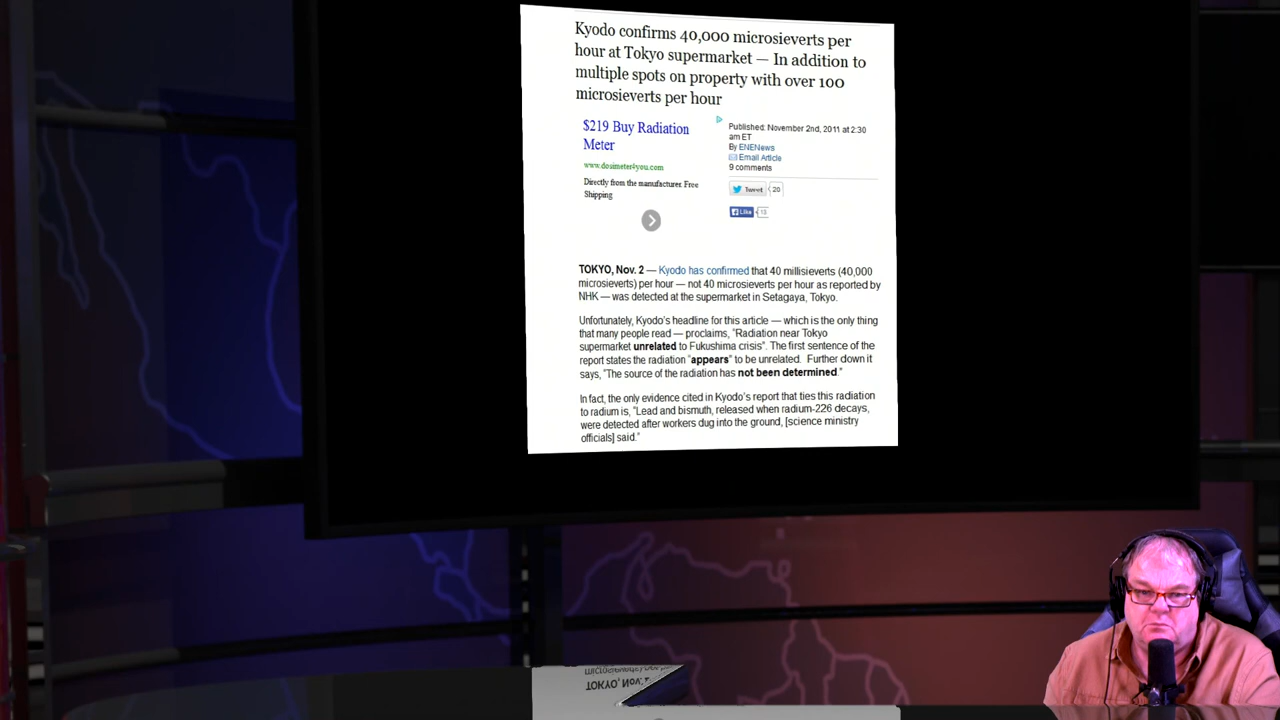 Kyodo confirms 40,000 microsieverts per
hour at Tokyo supermarket — In addition to
multiple spots on property with over 100
microsieverts per hour
$219 Buy Radiation
Meter
www.dosimeter4you.com
Directly from the manufacturer. Free
Shipping
Published: November 2nd, 2011 at 2:30
am ET
By ENENews
Email Article
9 comments
Tweet 20
Like 13
TOKYO, Nov. 2 — Kyodo has confirmed that 40 millisieverts (40,000
microsieverts) per hour — not 40 microsieverts per hour as reported by
NHK — was detected at the supermarket in Setagaya, Tokyo.
Unfortunately, Kyodo's headline for this article — which is the only thing
that many people read — proclaims, "Radiation near Tokyo
supermarket unrelated to Fukushima crisis". The first sentence of the
report states the radiation "appears" to be unrelated. Further down it
says, "The source of the radiation has not been determined."
In fact, the only evidence cited in Kyodo's report that ties this radiation
to radium is, "Lead and bismuth, released when radium-226 decays,
were detected after workers dug into the ground, [science ministry
officials] said."